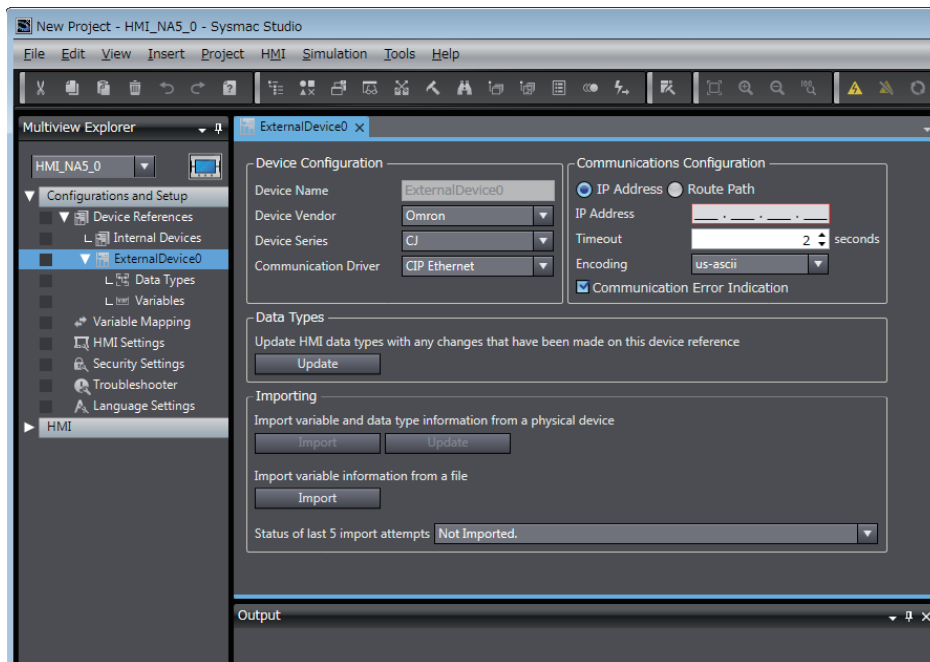 New Project - HMI_NA5_0 - Sysmac Studio
File Edit View Insert Project HMI Simulation Tools Help
Multiview Explorer
HMI_NA5_0
Configurations and Setup
Device References
Internal Devices
ExternalDevice0
Data Types
Variables
Variable Mapping
HMI Settings
Security Settings
Troubleshooter
Language Settings
HMI
ExternalDevice0
Device Configuration
Device Name ExternalDevice0
Device Vendor Omron
Device Series CJ
Communication Driver CIP Ethernet
Communications Configuration
IP Address Route Path
IP Address ___ . ___ . ___ . ___
Timeout 2 seconds
Encoding us-ascii
Communication Error Indication
Data Types
Update HMI data types with any changes that have been made on this device reference
Update
Importing
Import variable and data type information from a physical device
Import Update
Import variable information from a file
Import
Status of last 5 import attempts Not Imported.
Output